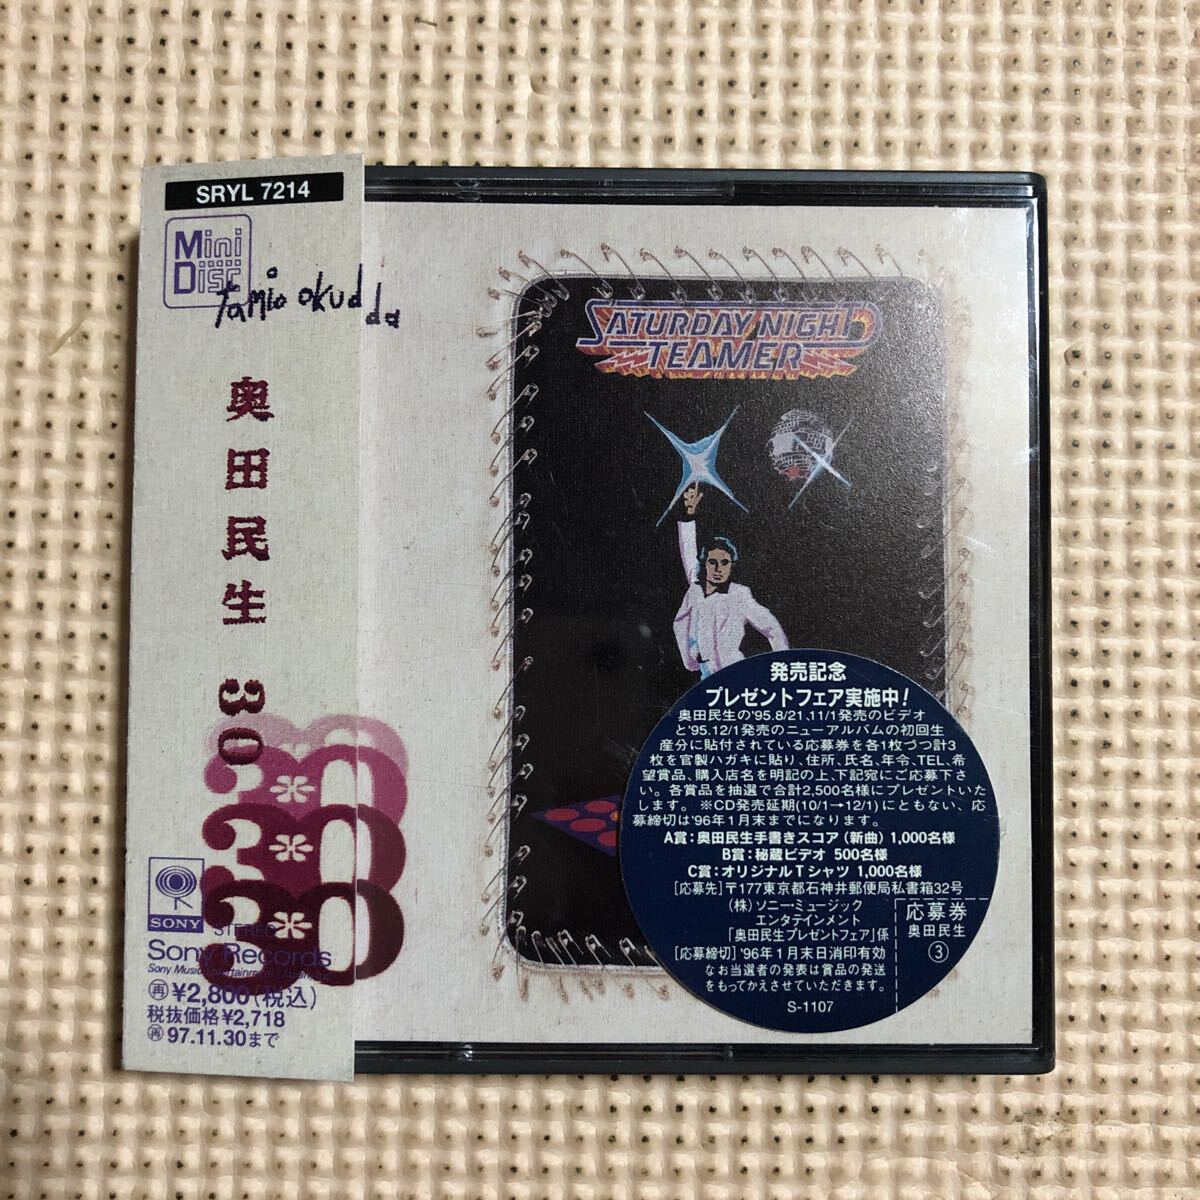 SRYL 7214
Mini
Disc
tamio okudda
奥田民生 30
30
30
30
SONY
STEREO
Sony Records
Ⓡ¥2,800(税込)
税抜価格¥2,718
Ⓡ97.11.30まで
SATURDAY NIGHT
TEAMER
発売記念
プレゼントフェア実施中!
奥田民生の'95.8/21、11/1発売のビデオ
と'95.12/1発売のニューアルバムの初回生
産分に貼付されている応募券を各1枚づつ計3
枚を官製ハガキに貼り、住所、氏名、年令、TEL、希
望賞品、購入店名を明記の上、下記宛にご応募下さ
い。各賞品を抽選で合計2,500名様にプレゼントいた
します。 ※CD発売延期(10/1→12/1)にともない、応
募締切は'96年1月末までになります。
A賞:奥田民生手書きスコア(新曲) 1,000名様
B賞:秘蔵ビデオ 500名様
C賞:オリジナルTシャツ 1,000名様
[応募先]〒177東京都石神井郵便局私書箱32号
(株)ソニー・ミュージック
エンタテインメント
「奥田民生プレゼントフェア」係
[応募締切]'96年1月末日消印有効
なお当選者の発表は賞品の発送
をもってかえさせていただきます。
S-1107
応募券
奥田民生
③